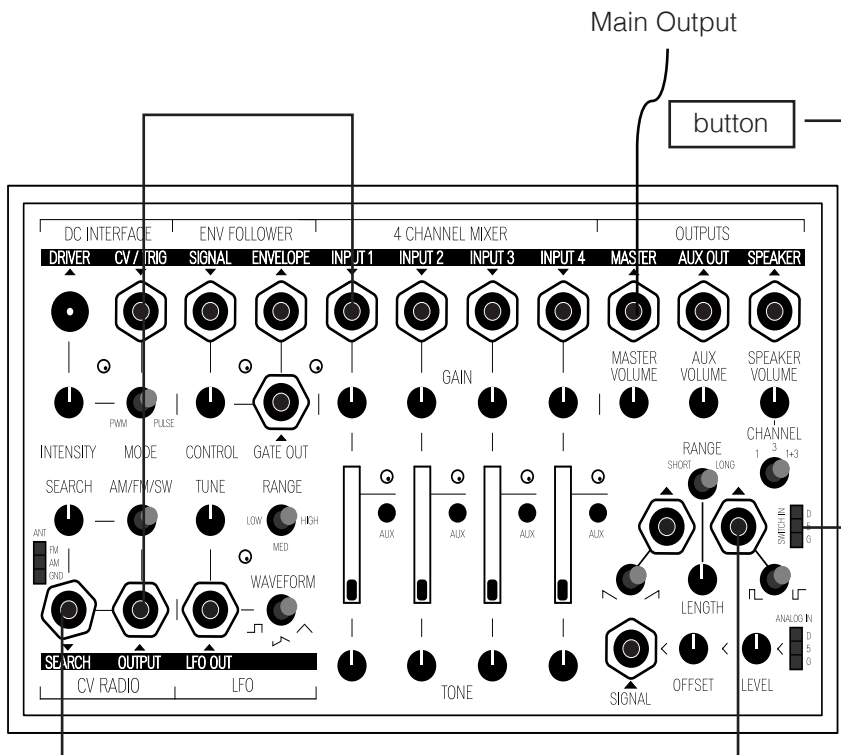 Main Output
button
DC INTERFACE ENV FOLLOWER 4 CHANNEL MIXER OUTPUTS
DRIVER CV / TRIG SIGNAL ENVELOPE INPUT 1 INPUT 2 INPUT 3 INPUT 4 MASTER AUX OUT SPEAKER
MASTER VOLUME
AUX VOLUME
SPEAKER VOLUME
GAIN
PWM PULSE
INTENSITY MODE CONTROL GATE OUT
RANGE
SHORT LONG
CHANNEL
1 3 1+3
SEARCH AM/FM/SW TUNE RANGE
LOW HIGH
MED
AUX AUX AUX AUX
ANT
FM
AM
GND
SWITCH IN
D
5
G
WAVEFORM
LENGTH
ANALOG IN
D
5
G
SEARCH OUTPUT LFO OUT
CV RADIO LFO
TONE
SIGNAL OFFSET LEVEL